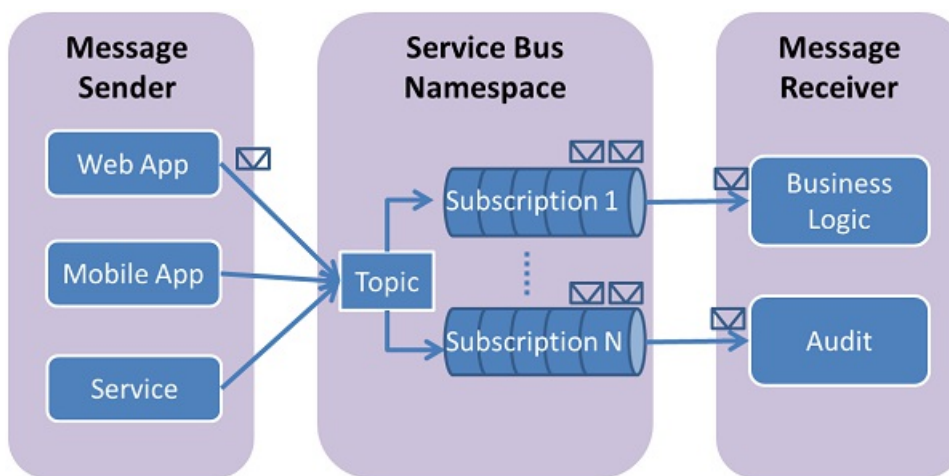 Message
Sender
Web App
Mobile App
Service
Service Bus
Namespace
Topic
Subscription 1
Subscription N
Message
Receiver
Business
Logic
Audit